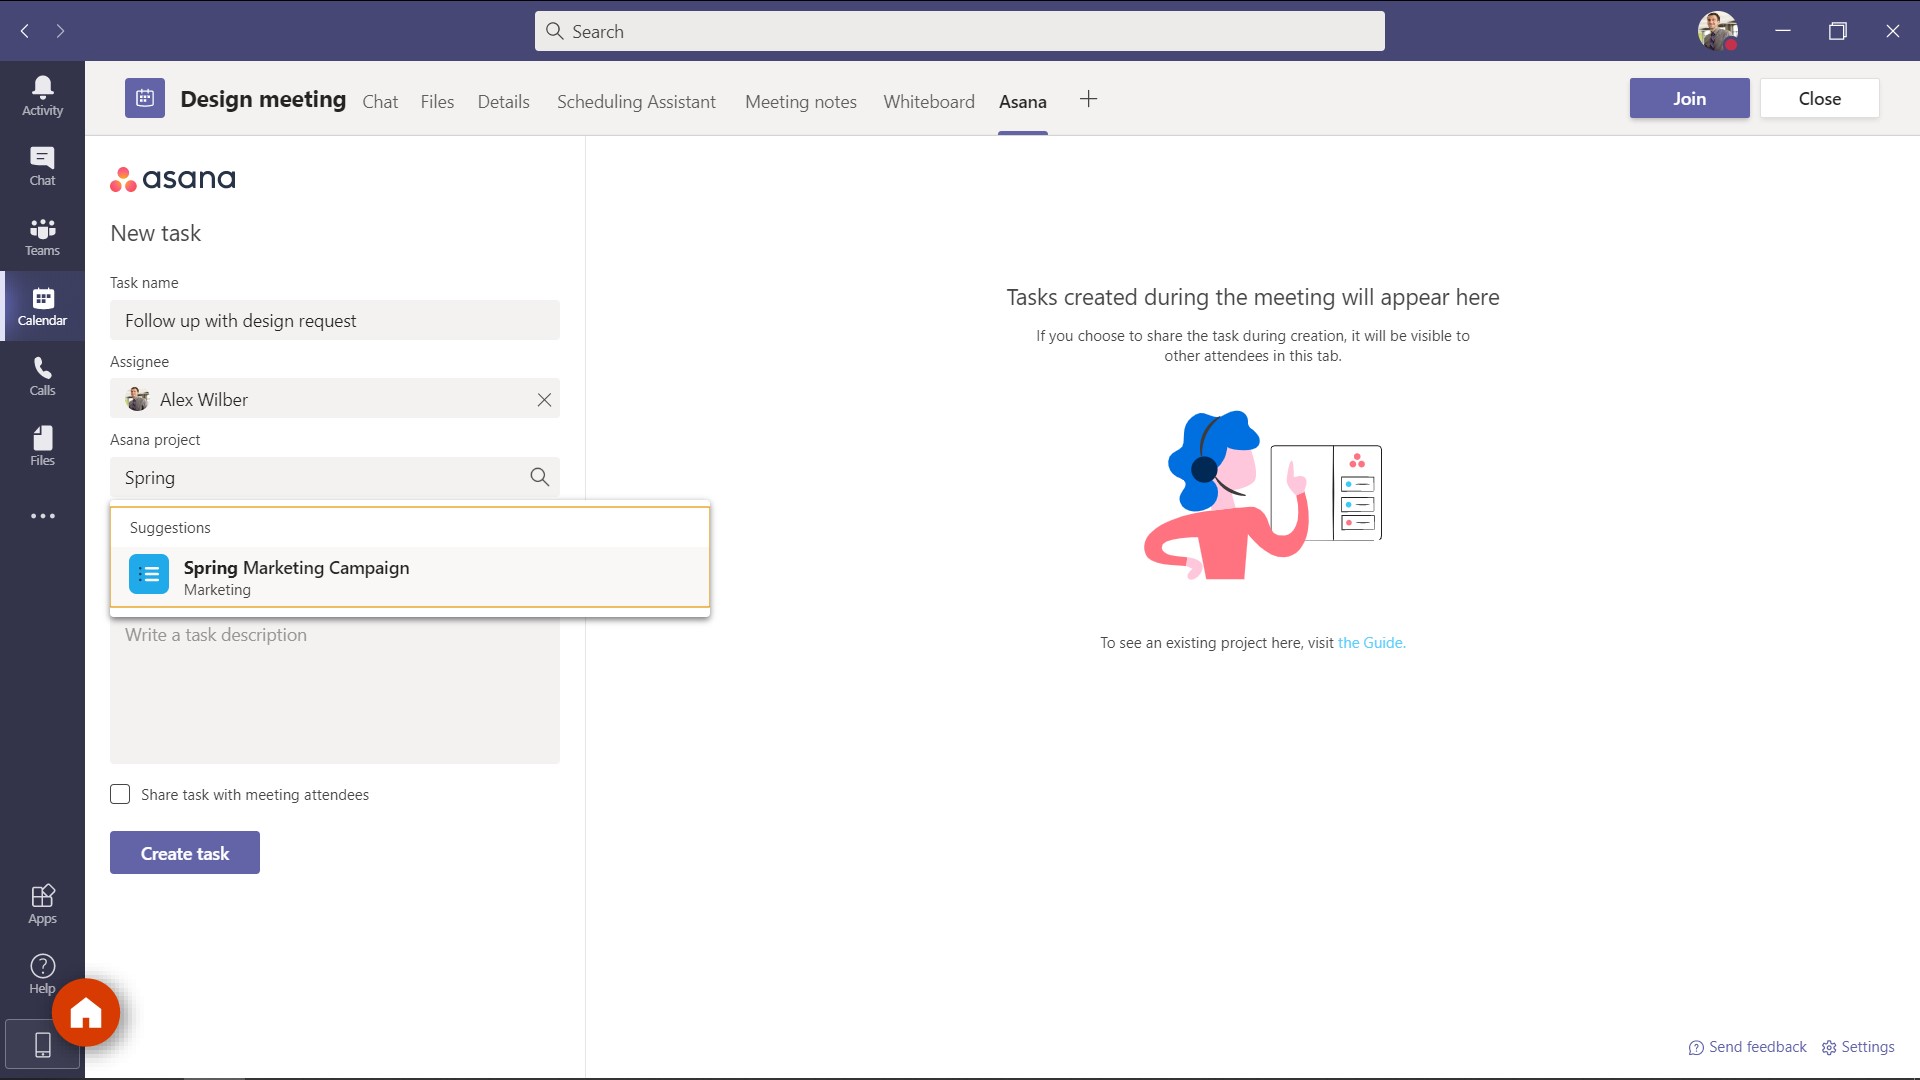 Search
Activity
Chat
Teams
Calendar
Calls
Files
Apps
Help
Design meeting
Chat
Files
Details
Scheduling Assistant
Meeting notes
Whiteboard
Asana
Join
Close
asana
New task
Task name
Follow up with design request
Assignee
Alex Wilber
Asana project
Spring
Suggestions
Spring Marketing Campaign
Marketing
Write a task description
Share task with meeting attendees
Create task
Tasks created during the meeting will appear here
If you choose to share the task during creation, it will be visible to
other attendees in this tab.
To see an existing project here, visit the Guide.
Send feedback
Settings